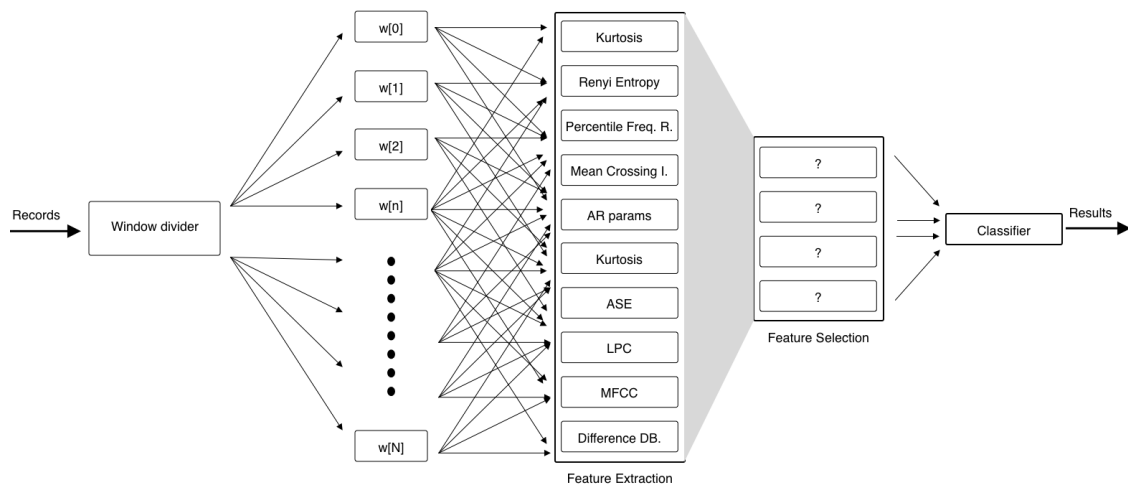 Records
Window divider
w[0]
w[1]
w[2]
w[n]
w[N]
Kurtosis
Renyi Entropy
Percentile Freq. R.
Mean Crossing I.
AR params
Kurtosis
ASE
LPC
MFCC
Difference DB.
Feature Extraction
?
?
?
?
Feature Selection
Classifier
Results